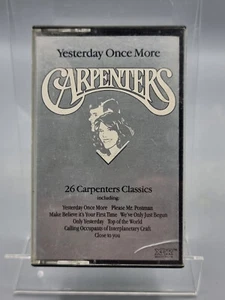 Yesterday Once More
CARPENTERS
26 Carpenters Classics
including:
Yesterday Once More Please Mr. Postman
Make Believe it's Your First Time We've Only Just Begun
Only Yesterday Top of the World
Calling Occupants of Interplanetary Craft
Close to you